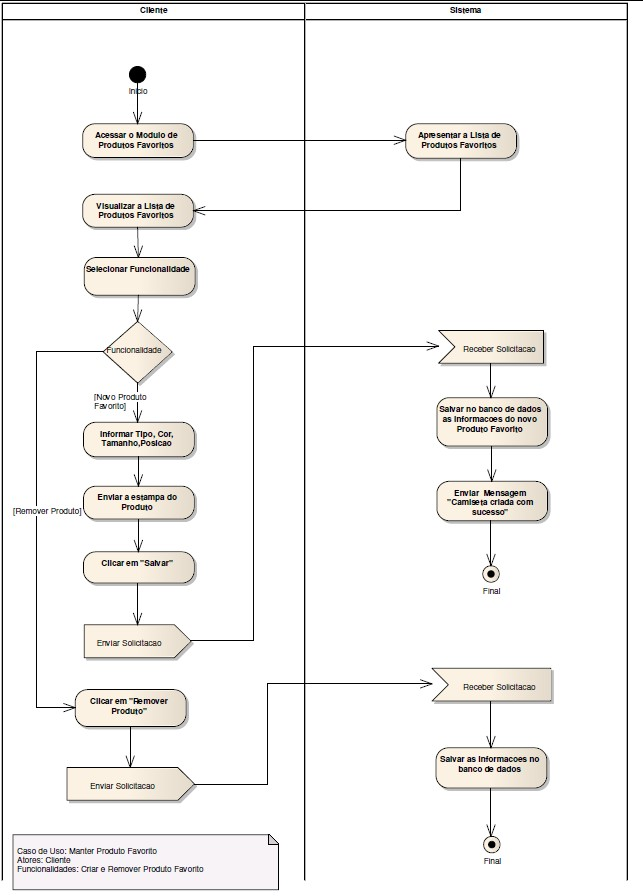 Cliente
Sistema
Inicio
Acessar o Modulo de
Produtos Favoritos
Apresentar a Lista de
Produtos Favoritos
Visualizar a Lista de
Produtos Favoritos
Selecionar Funcionalidade
Funcionalidade
Receber Solicitacao
[Novo Produto
Favorito]
Salvar no banco de dados
as Informacoes do novo
Produto Favorito
Informar Tipo, Cor,
Tamanho,Posicao
Enviar a estampa do
Produto
Enviar Mensagem
"Camiseta criada com
sucesso"
[Remover Produto]
Clicar em "Salvar"
Final
Enviar Solicitacao
Receber Solicitacao
Clicar em "Remover
Produto"
Salvar as Informacoes no
banco de dados
Enviar Solicitacao
Final
Caso de Uso: Manter Produto Favorito
Atores: Cliente
Funcionalidades: Criar e Remover Produto Favorito